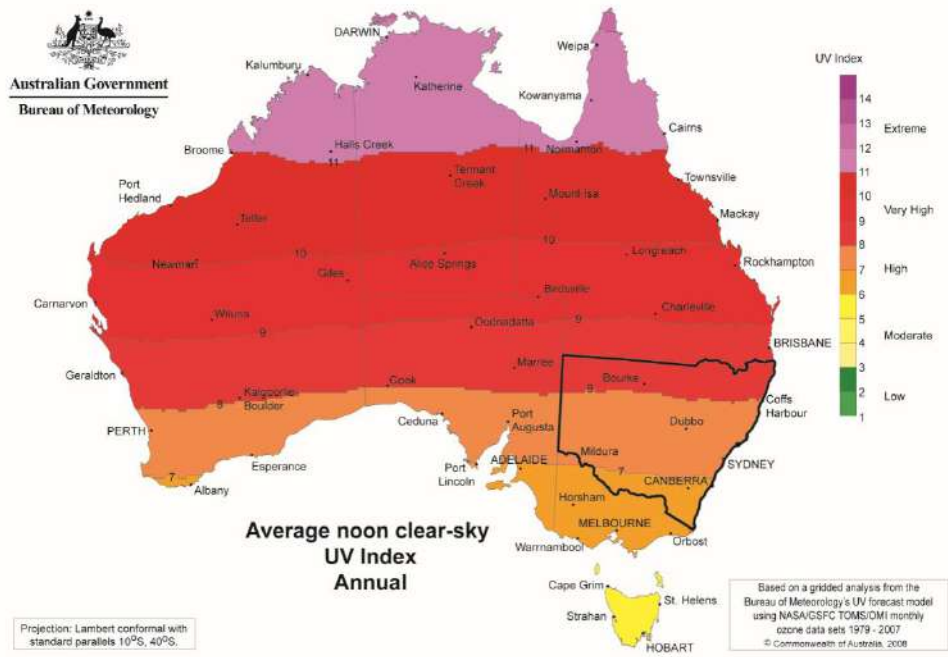 Australian Government
Bureau of Meteorology
DARWIN
Weipa
Kalumburu
Katherine
Kowanyama
Cairns
Broome
Halls Creek
11
11
Normanton
Port
Hedland
Tennant
Creek
Townsville
Telfer
Mount Isa
Mackay
10
10
Newman
Giles
Alice Springs
Longreach
Rockhampton
Carnarvon
Wiluna
Birdsville
Charleville
9
Oodnadatta
9
BRISBANE
Geraldton
Marree
Bourke
Cook
9
Kalgoorlie
Boulder
8
Coffs
Harbour
Ceduna
Port
Augusta
Dubbo
PERTH
Mildura
SYDNEY
Esperance
Port
Lincoln
ADELAIDE
7
7
CANBERRA
Albany
Horsham
MELBOURNE
Orbost
Warrnambool
Cape Grim
St. Helens
Strahan
HOBART
UV Index
14
13
12
11
10
9
8
7
6
5
4
3
2
1
Extreme
Very High
High
Moderate
Low
Average noon clear-sky
UV Index
Annual
Projection: Lambert conformal with
standard parallels 10°S, 40°S.
Based on a gridded analysis from the
Bureau of Meteorology's UV forecast model
using NASA/GSFC TOMS/OMI monthly
ozone data sets 1979 - 2007
© Commonwealth of Australia, 2008